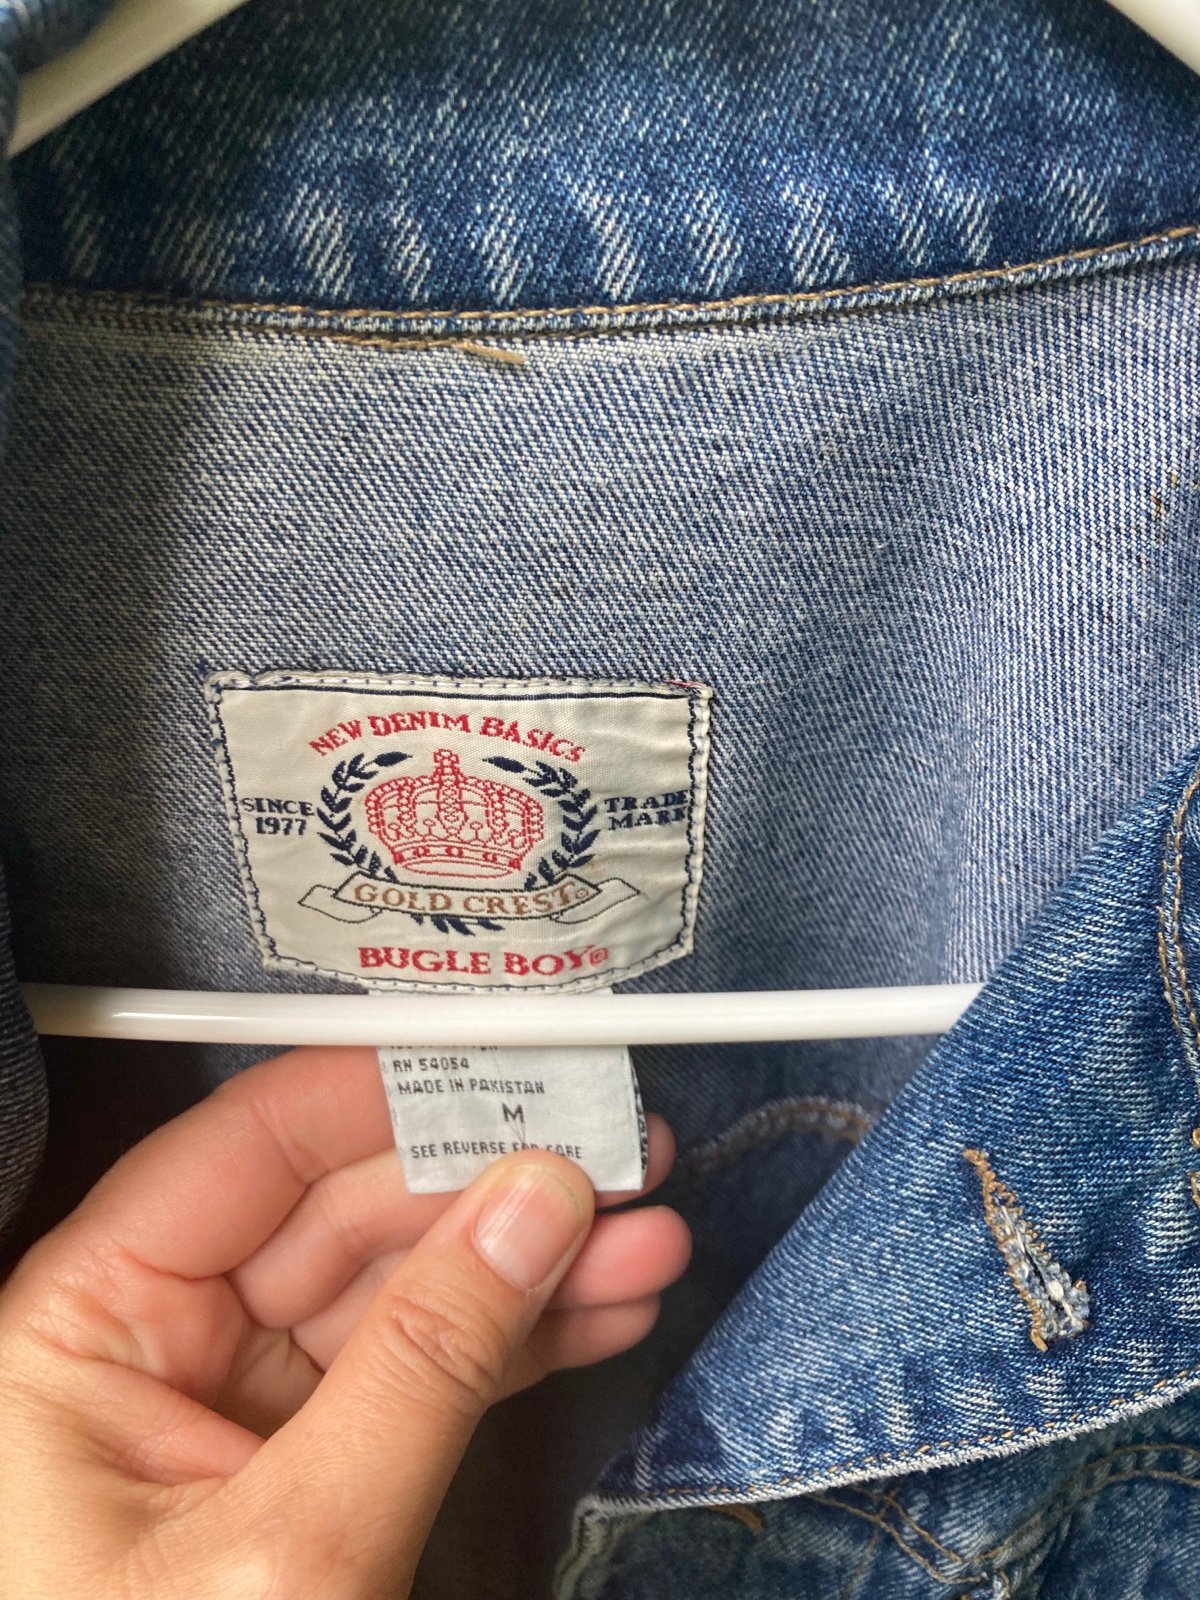 NEW DENIM BASICS
SINCE
1977
TRADE
MARK
GOLD CREST©
BUGLE BOY®
RN 54054
MADE IN PAKISTAN
M
SEE REVERSE FOR CARE